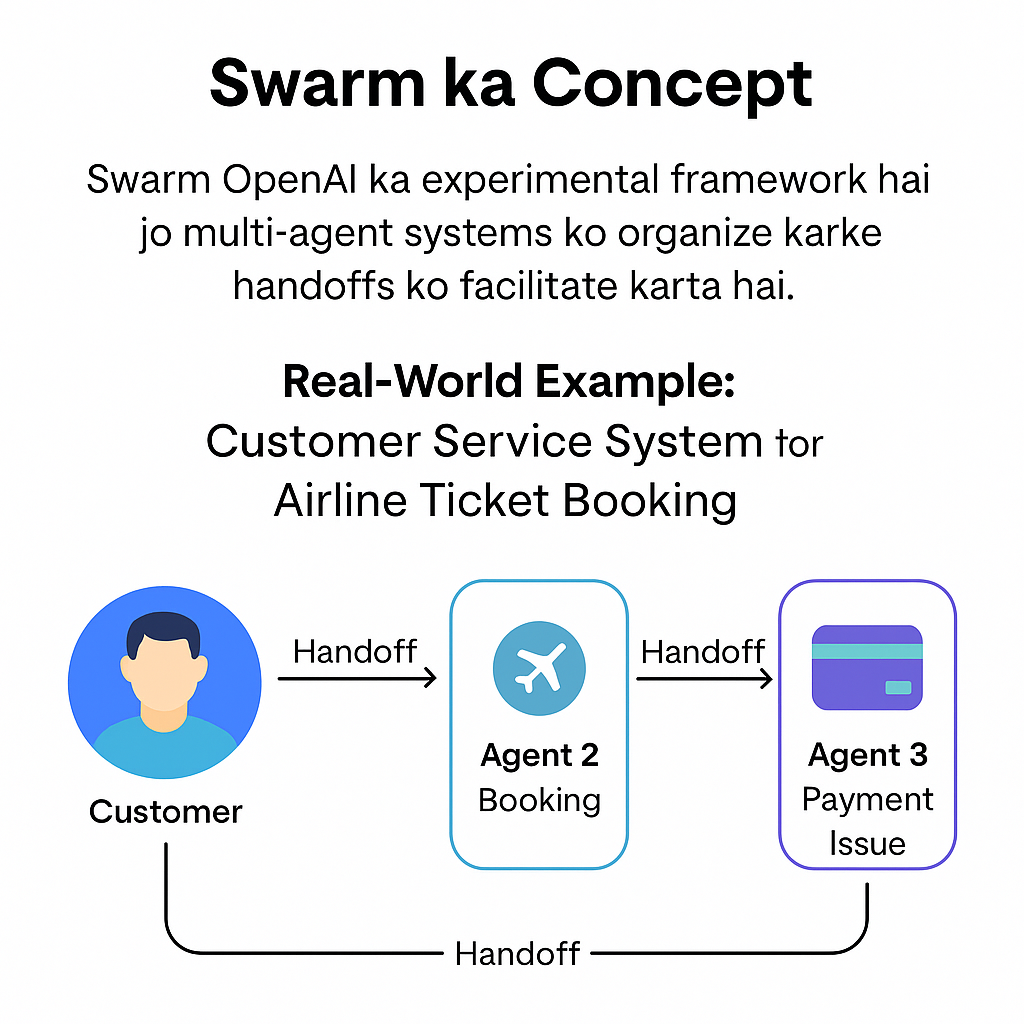 Swarm ka Concept
Swarm OpenAI ka experimental framework hai
jo multi-agent systems ko organize karke
handoffs ko facilitate karta hai.
Real-World Example:
Customer Service System tor
Airline Ticket Booking
Handoff
Handoff
Customer
Agent 2
Booking
Agent 3
Payment
Issue
Handoff